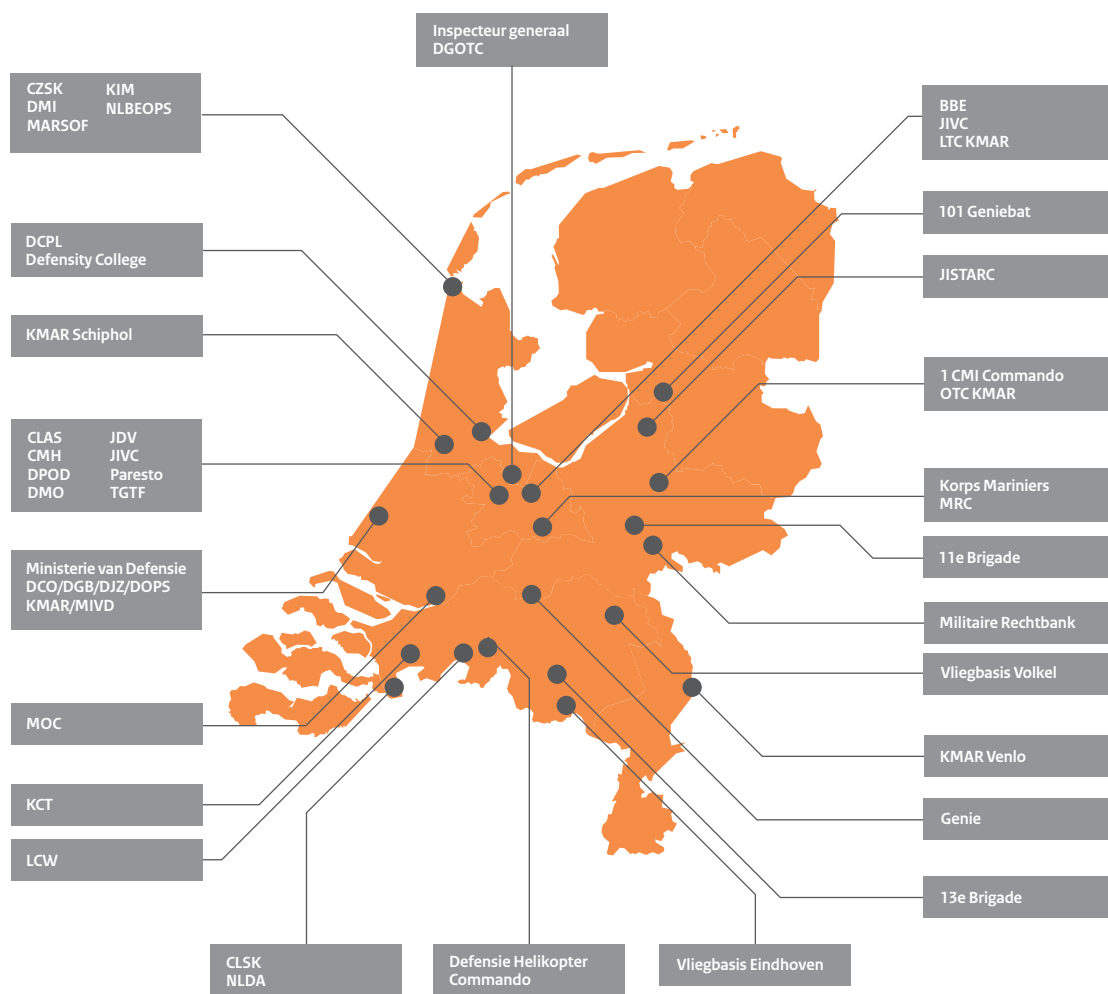 Inspecteur generaal
DGOTC
CZSK KIM
DMI NLBEOPS
MARSOF
DCPL
Defensity College
KMAR Schiphol
CLAS JDV
CMH JIVC
DPOD Paresto
DMO TGTF
Ministerie van Defensie
DCO/DGB/DJZ/DOPS
KMAR/MIVD
MOC
KCT
LCW
CLSK
NLDA
Defensie Helikopter
Commando
Vliegbasis Eindhoven
BBE
JIVC
LTC KMAR
101 Geniebat
JISTARC
1 CMI Commando
OTC KMAR
Korps Mariniers
MRC
11e Brigade
Militaire Rechtbank
Vliegbasis Volkel
KMAR Venlo
Genie
13e Brigade